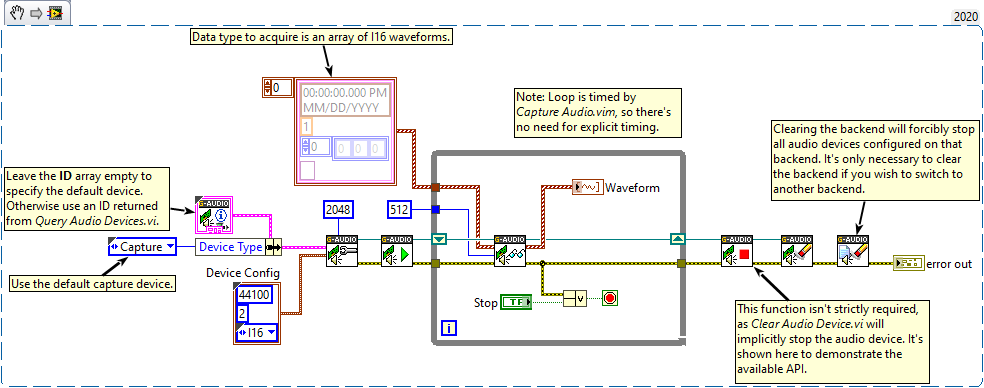 2020
Data type to acquire is an array of I16 waveforms.
0
00:00:00.000 PM
MM/DD/YYYY
1
0
0 0 0
Note: Loop is timed by
Capture Audio.vim, so there's
no need for explicit timing.
Clearing the backend will forcibly stop
all audio devices configured on that
backend. It's only necessary to clear
the backend if you wish to switch to
another backend.
Leave the ID array empty to
specify the default device.
Otherwise use an ID returned
from Query Audio Devices.vi.
G-AUDIO
i
Capture
Device Type
Use the default capture device.
2048
512
Waveform
G-AUDIO
G-AUDIO
G-AUDIO
G-AUDIO
G-AUDIO
G-AUDIO
error out
Device Config
44100
2
I16
Stop
TF
V
i
This function isn't strictly required,
as Clear Audio Device.vi will
implicitly stop the audio device. It's
shown here to demonstrate the
available API.